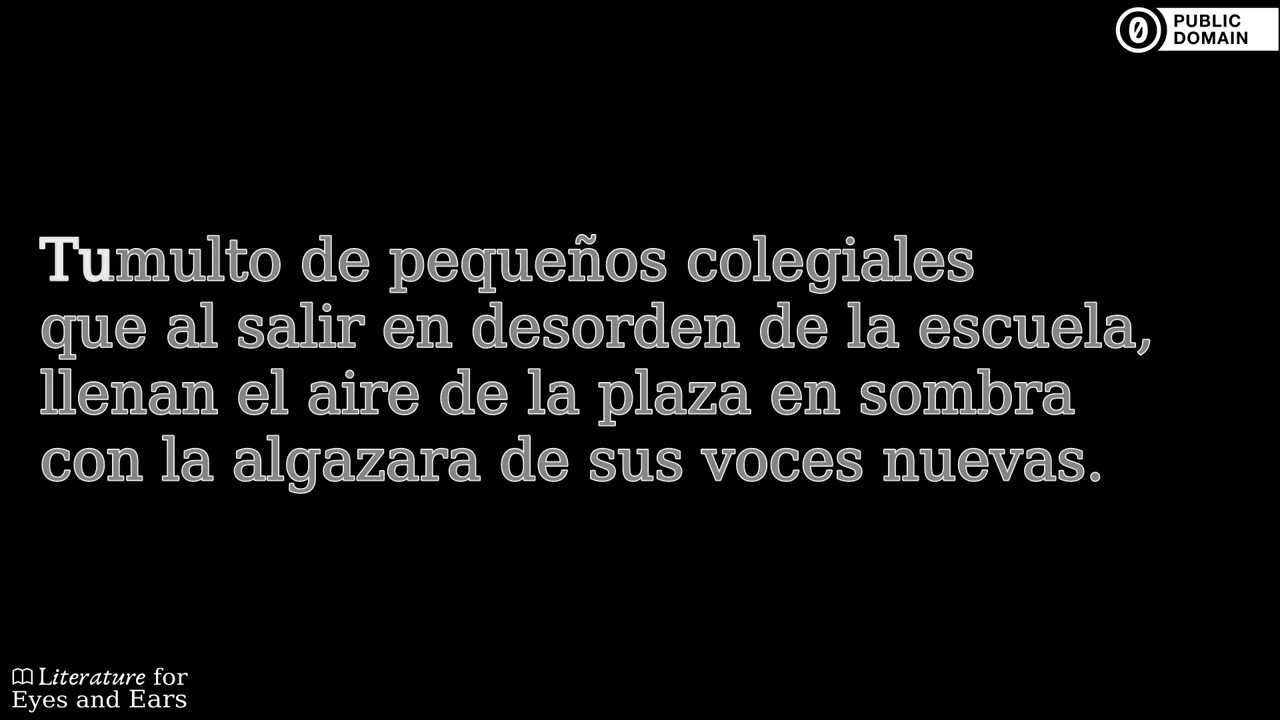 PUBLIC
DOMAIN
Tumulto de pequeños colegiales
que al salir en desorden de la escuela,
llenan el aire de la plaza en sombra
con la algazara de sus voces nuevas.
Literature for
Eyes and Ears